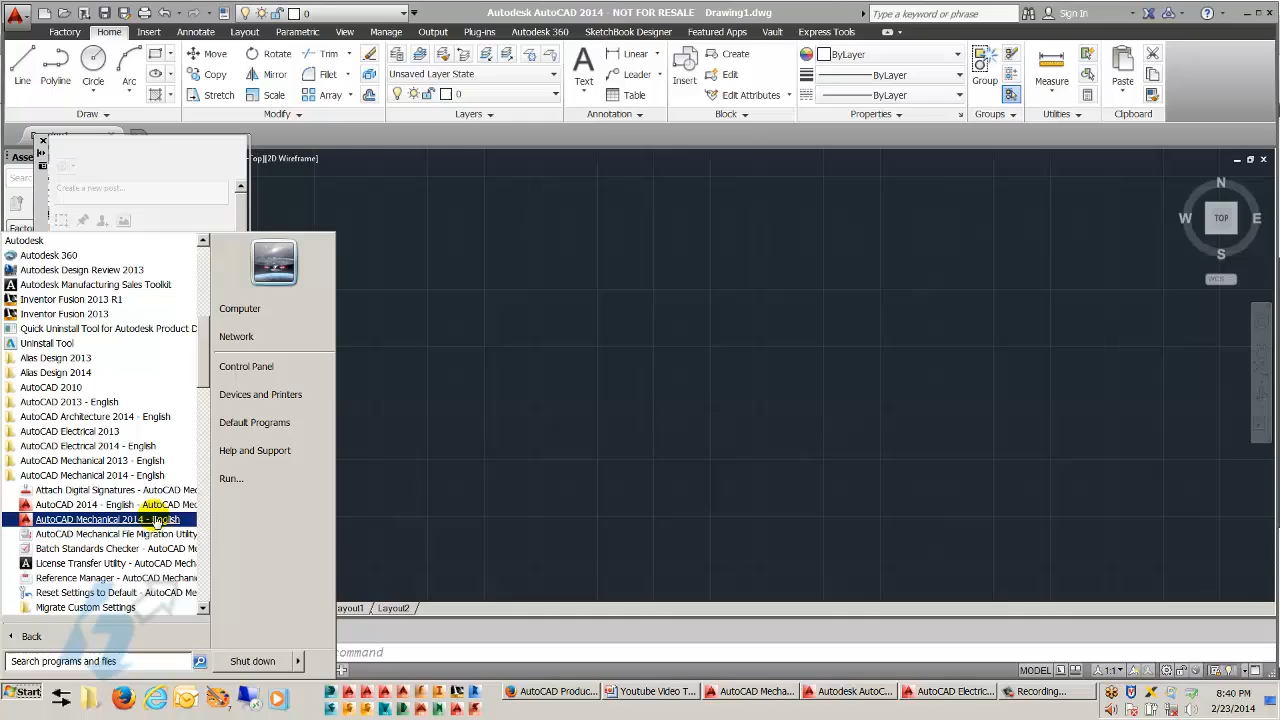 Autodesk AutoCAD 2014 - NOT FOR RESALE Drawing1.dwg
Type a keyword or phrase
Sign In
0
Factory Home Insert Annotate Layout Parametric View Manage Output Plug-ins Autodesk 360 SketchBook Designer Featured Apps Vault Express Tools
Line Polyline Circle Arc
Move Rotate Trim
Copy Mirror Fillet
Stretch Scale Array
Unsaved Layer State
0
Text
Linear
Leader
Table
Insert
Create
Edit
Edit Attributes
ByLayer
ByLayer
ByLayer
Group
Measure
Paste
Draw Modify Layers Annotation Block Properties Groups Utilities Clipboard
Top][2D Wireframe]
Create a new post...
N
W TOP E
S
WCS
Autodesk
Autodesk 360
Autodesk Design Review 2013
Autodesk Manufacturing Sales Toolkit
Inventor Fusion 2013 R1
Inventor Fusion 2013
Quick Uninstall Tool for Autodesk Product D
Uninstall Tool
Alias Design 2013
Alias Design 2014
AutoCAD 2010
AutoCAD 2013 - English
AutoCAD Architecture 2014 - English
AutoCAD Electrical 2013
AutoCAD Electrical 2014 - English
AutoCAD Mechanical 2013 - English
AutoCAD Mechanical 2014 - English
Attach Digital Signatures - AutoCAD Mec
AutoCAD 2014 - English - AutoCAD Mec
AutoCAD Mechanical 2014 - English
AutoCAD Mechanical File Migration Utility
Batch Standards Checker - AutoCAD Me
License Transfer Utility - AutoCAD Mech
Reference Manager - AutoCAD Mechani
Reset Settings to Default - AutoCAD Me
Migrate Custom Settings
Back
Search programs and files
Computer
Network
Control Panel
Devices and Printers
Default Programs
Help and Support
Run...
Shut down
Layout2
command
MODEL
1:1
Start
AutoCAD Produc...
Youtube Video T...
AutoCAD Mecha...
Autodesk AutoC...
AutoCAD Electric...
Recording...
8:40 PM
2/23/2014